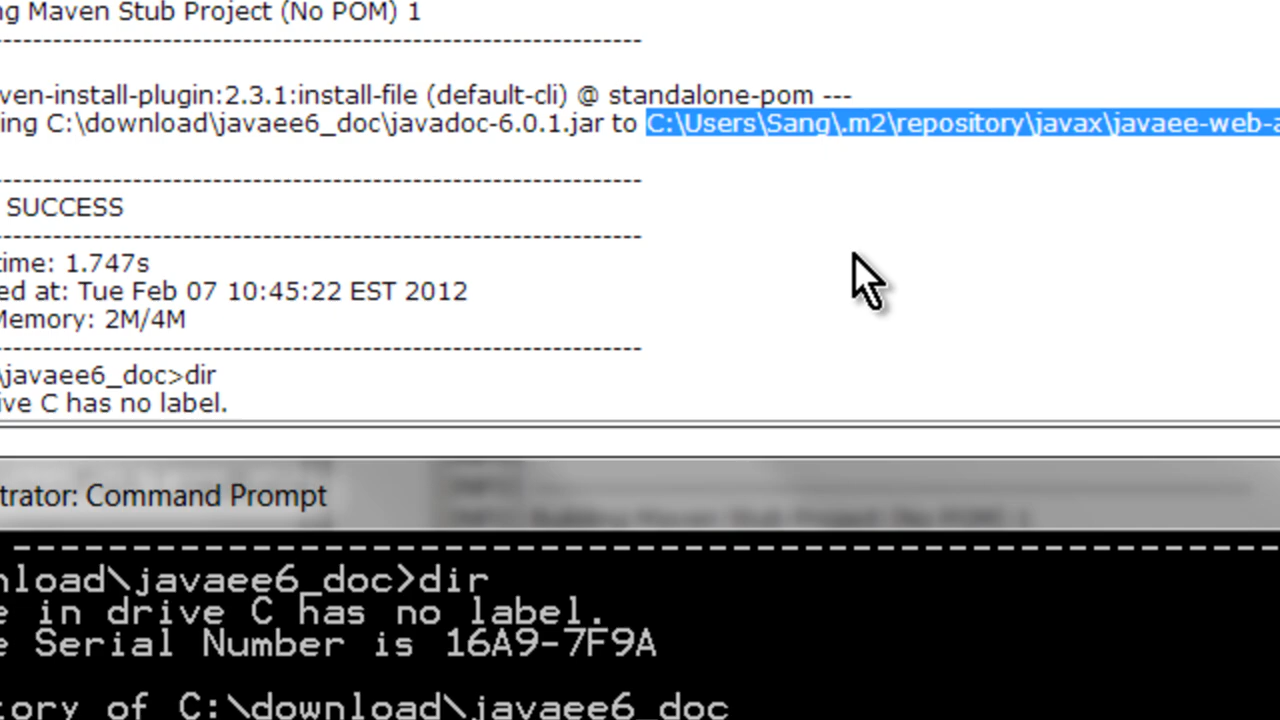 ng Maven Stub Project (No POM) 1
------------------------------------------------------------------------
ven-install-plugin:2.3.1:install-file (default-cli) @ standalone-pom ---
ing C:\download\javaee6_doc\javadoc-6.0.1.jar to C:\Users\Sang\.m2\repository\javax\javaee-web-a
------------------------------------------------------------------------
SUCCESS
------------------------------------------------------------------------
time: 1.747s
ed at: Tue Feb 07 10:45:22 EST 2012
Memory: 2M/4M
------------------------------------------------------------------------
\javaee6_doc>dir
ive C has no label.
trator: Command Prompt
------------------------------------------------------------------------
nload\javaee6_doc>dir
e in drive C has no label.
e Serial Number is 16A9-7F9A
tory of C:\download\javaee6_doc